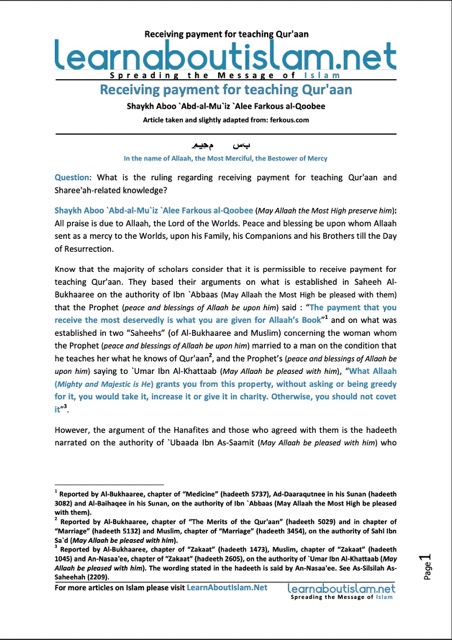 Receiving payment for teaching Qur'aan
learnaboutislam.net
Spreading the Message of Islam
Receiving payment for teaching Qur'aan
Shaykh Aboo `Abd-al-Mu`iz `Alee Farkous al-Qoobee
Article taken and slightly adapted from: ferkous.com
In the name of Allaah, the Most Merciful, the Bestower of Mercy
Question: What is the ruling regarding receiving payment for teaching Qur'aan and
Sharee'ah-related knowledge?
Shaykh Aboo `Abd-al-Mu`iz `Alee Farkous al-Qoobee (May Allaah the Most High preserve him):
All praise is due to Allaah, the Lord of the Worlds. Peace and blessing be upon whom Allaah
sent as a mercy to the Worlds, upon his Family, his Companions and his Brothers till the Day
of Resurrection.
Know that the majority of scholars consider that it is permissible to receive payment for
teaching Qur'aan. They based their arguments on what is established in Saheeh Al-
Bukhaaree on the authority of Ibn `Abbaas (May Allaah the Most High be pleased with them)
that the Prophet (peace and blessings of Allaah be upon him) said : "The payment that you
receive the most deservedly is what you are given for Allaah's Book"1 and on what was
established in two "Saheehs" (of Al-Bukhaaree and Muslim) concerning the woman whom
the Prophet (peace and blessings of Allaah be upon him) married to a man on the condition that
he teaches her what he knows of Qur'aan2, and the Prophet's (peace and blessings of Allaah be
upon him) saying to `Umar Ibn Al-Khattaab (May Allaah be pleased with him), "What Allaah
(Mighty and Majestic is He) grants you from this property, without asking or being greedy
for it, you would take it, increase it or give it in charity. Otherwise, you should not covet
it"3.
However, the argument of the Hanafites and those who agreed with them is the hadeeth
narrated on the authority of `Ubaada Ibn As-Saamit (May Allaah be pleased with him) who
1 Reported by Al-Bukhaaree, chapter of "Medicine" (hadeeth 5737), Ad-Daaraqutnee in his Sunan (hadeeth
3082) and Al-Baihaqee in his Sunan, on the authority of Ibn `Abbaas (May Allaah the Most High be pleased
with them).
2 Reported by Al-Bukhaaree, chapter of "The Merits of the Qur'aan" (hadeeth 5029) and in chapter of
"Marriage" (hadeeth 5132) and Muslim, chapter of "Marriage" (hadeeth 3454), on the authority of Sahl Ibn
Sa`d (May Allaah be pleased with him).
3 Reported by Al-Bukhaaree, chapter of "Zakaat" (hadeeth 1473), Muslim, chapter of "Zakaat" (hadeeth
1045) and An-Nasaa'ee, chapter of "Zakaat" (hadeeth 2605), on the authority of `Umar Ibn Al-Khattaab (May
Allaah be pleased with him). The wording stated in the hadeeth is said by An-Nasaa'ee. See As-Silsilah As-
Saheehah (2209).
For more articles on Islam please visit LearnAboutIslam.Net
learnaboutislam.net
Spreading the Message of Islam
Page 1